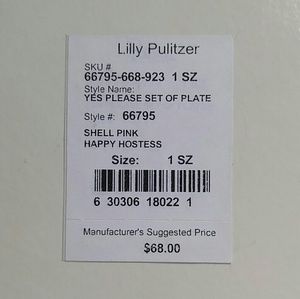 Lilly Pulitzer
SKU #
66795-668-923 1 SZ
Style Name:
YES PLEASE SET OF PLATE
Style #: 66795
SHELL PINK
HAPPY HOSTESS
Size: 1 SZ
6 30306 18022 1
Manufacturer's Suggested Price
$68.00